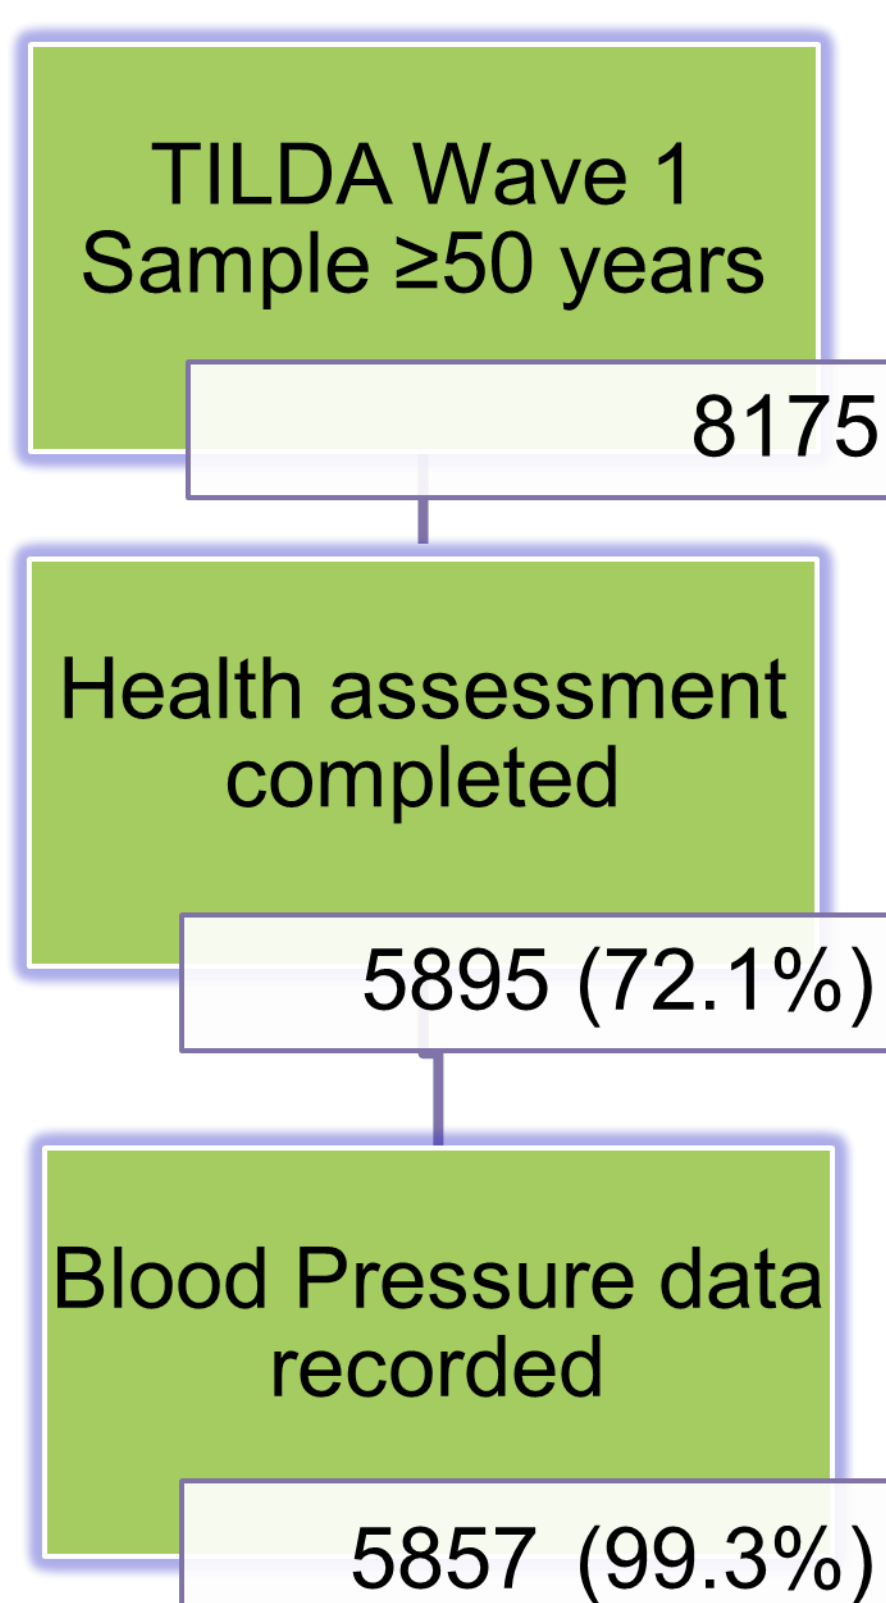 TILDA Wave 1
Sample ≥50 years
8175
Health assessment
completed
5895 (72.1%)
Blood Pressure data
recorded
5857 (99.3%)